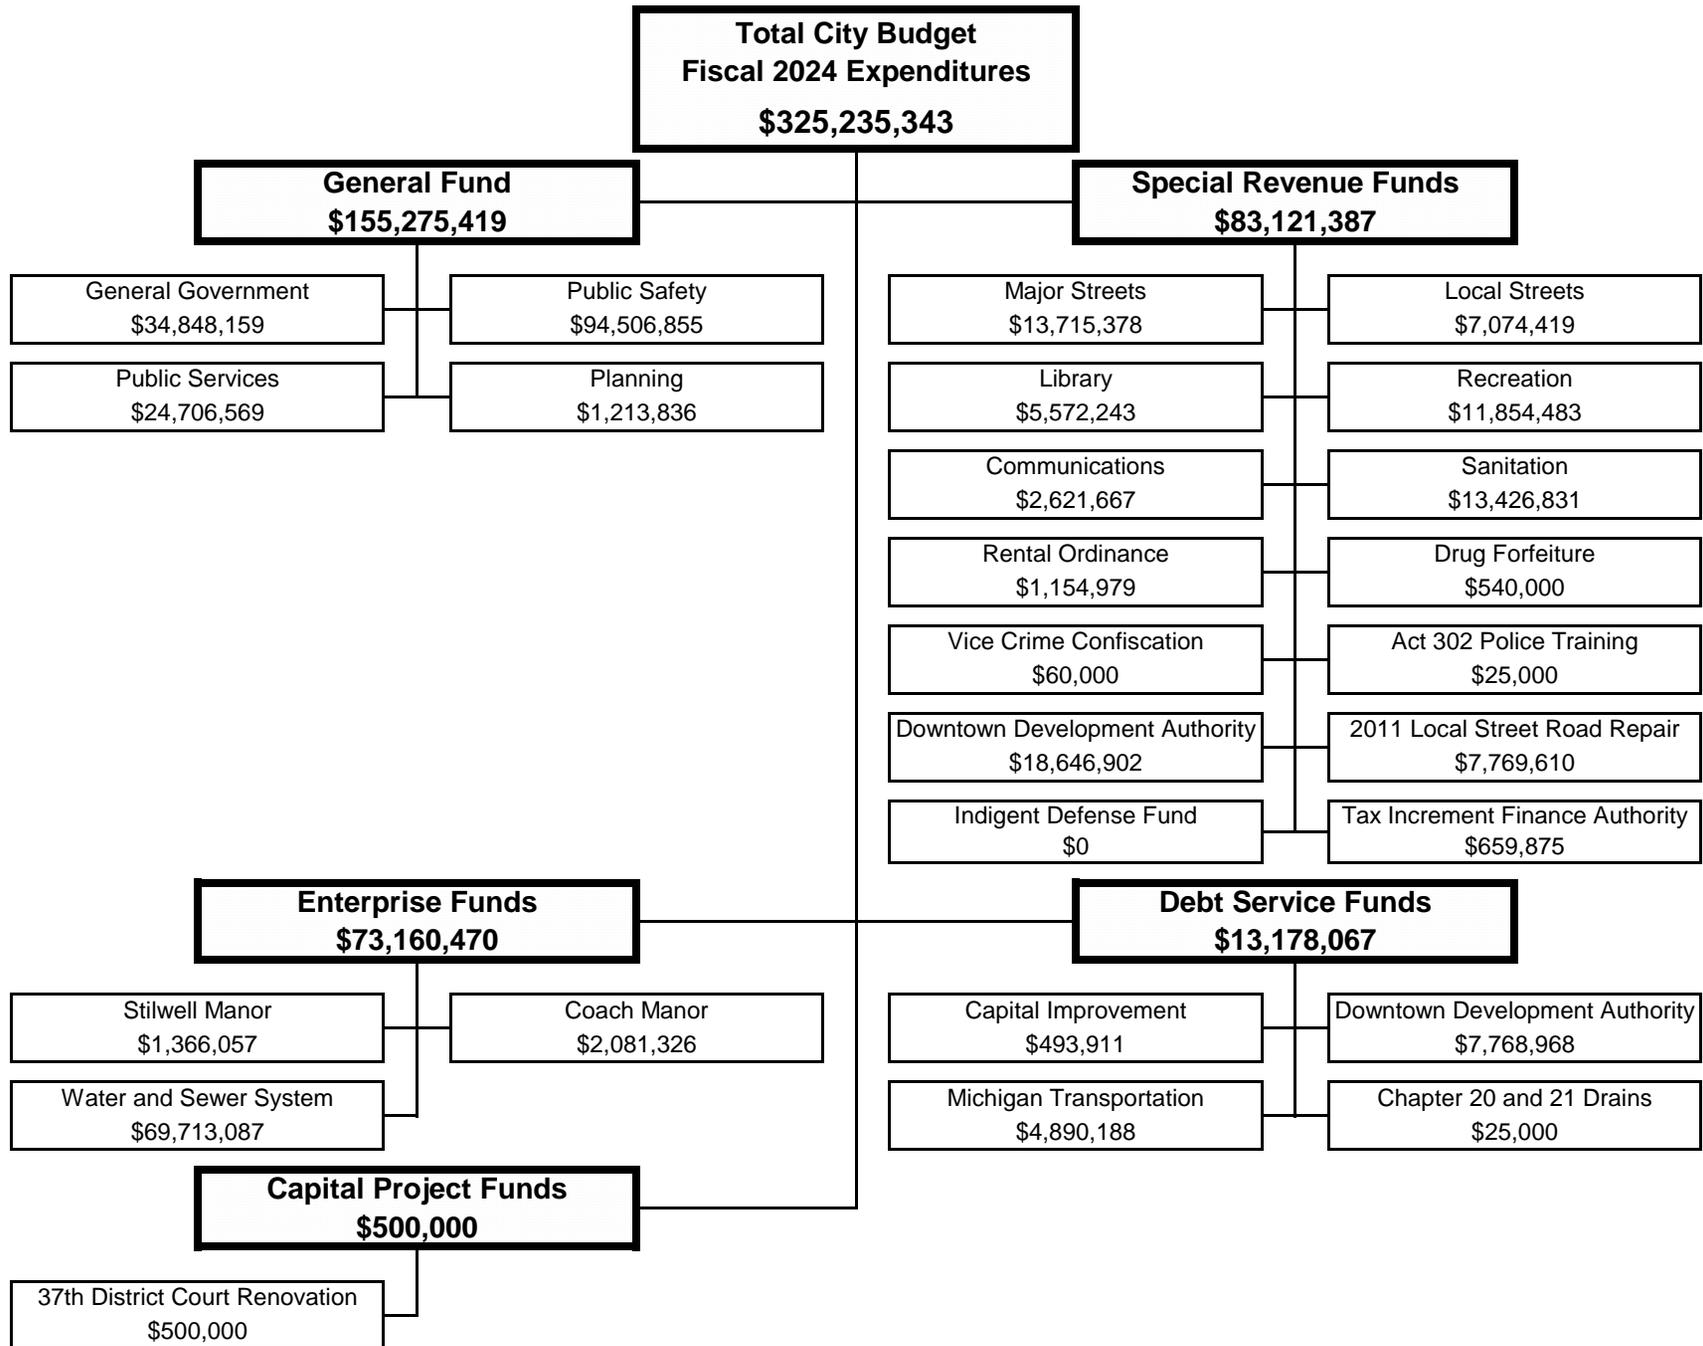 Total City Budget
Fiscal 2024 Expenditures
$325,235,343
General Fund
$155,275,419
Special Revenue Funds
$83,121,387
General Government
$34,848,159
Public Safety
$94,506,855
Public Services
$24,706,569
Planning
$1,213,836
Major Streets
$13,715,378
Local Streets
$7,074,419
Library
$5,572,243
Recreation
$11,854,483
Communications
$2,621,667
Sanitation
$13,426,831
Rental Ordinance
$1,154,979
Drug Forfeiture
$540,000
Vice Crime Confiscation
$60,000
Act 302 Police Training
$25,000
Downtown Development Authority
$18,646,902
2011 Local Street Road Repair
$7,769,610
Indigent Defense Fund
$0
Tax Increment Finance Authority
$659,875
Enterprise Funds
$73,160,470
Debt Service Funds
$13,178,067
Stilwell Manor
$1,366,057
Coach Manor
$2,081,326
Water and Sewer System
$69,713,087
Capital Improvement
$493,911
Downtown Development Authority
$7,768,968
Michigan Transportation
$4,890,188
Chapter 20 and 21 Drains
$25,000
Capital Project Funds
$500,000
37th District Court Renovation
$500,000